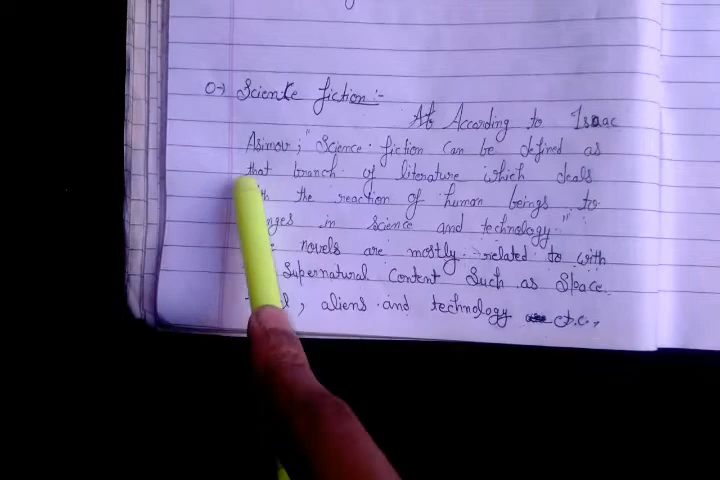 O→ Science fiction :-
According to Isaac
Asimov ; "Science fiction can be defined as
that branch of literature which deals
the reaction of human beings to
in science and technology"
novels are mostly related to with
Supernatural Content Such as Space
, aliens and technology etc.,